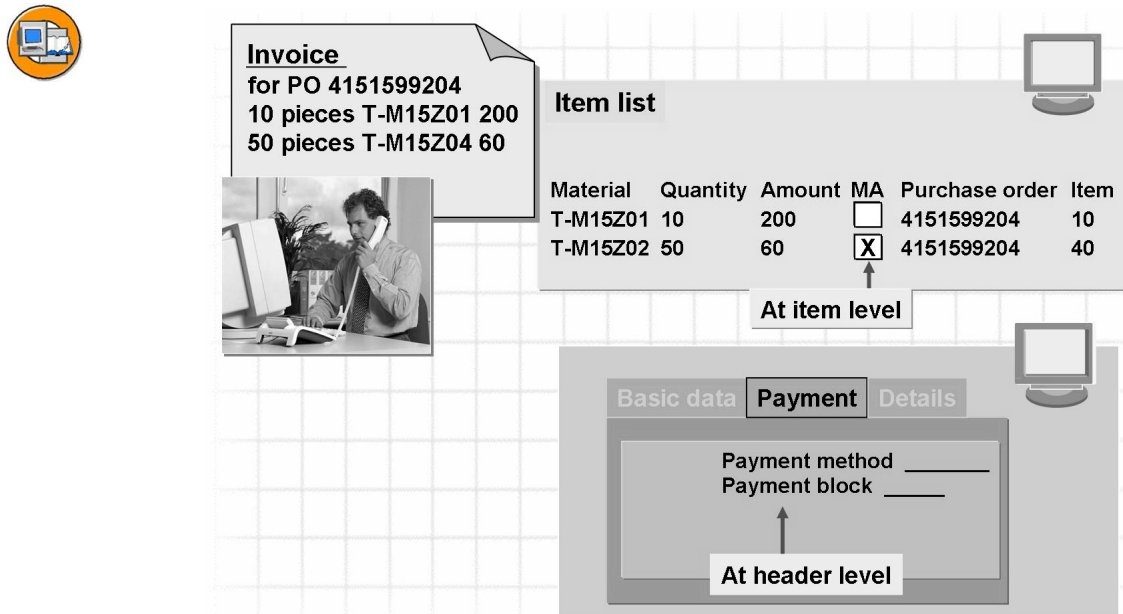 Invoice
for PO 4151599204
10 pieces T-M15Z01 200
50 pieces T-M15Z04 60
Item list
Material Quantity Amount MA Purchase order Item
T-M15Z01 10 200 4151599204 10
T-M15Z02 50 60 X 4151599204 40
At item level
Basic data Payment Details
Payment method ______
Payment block ____
At header level